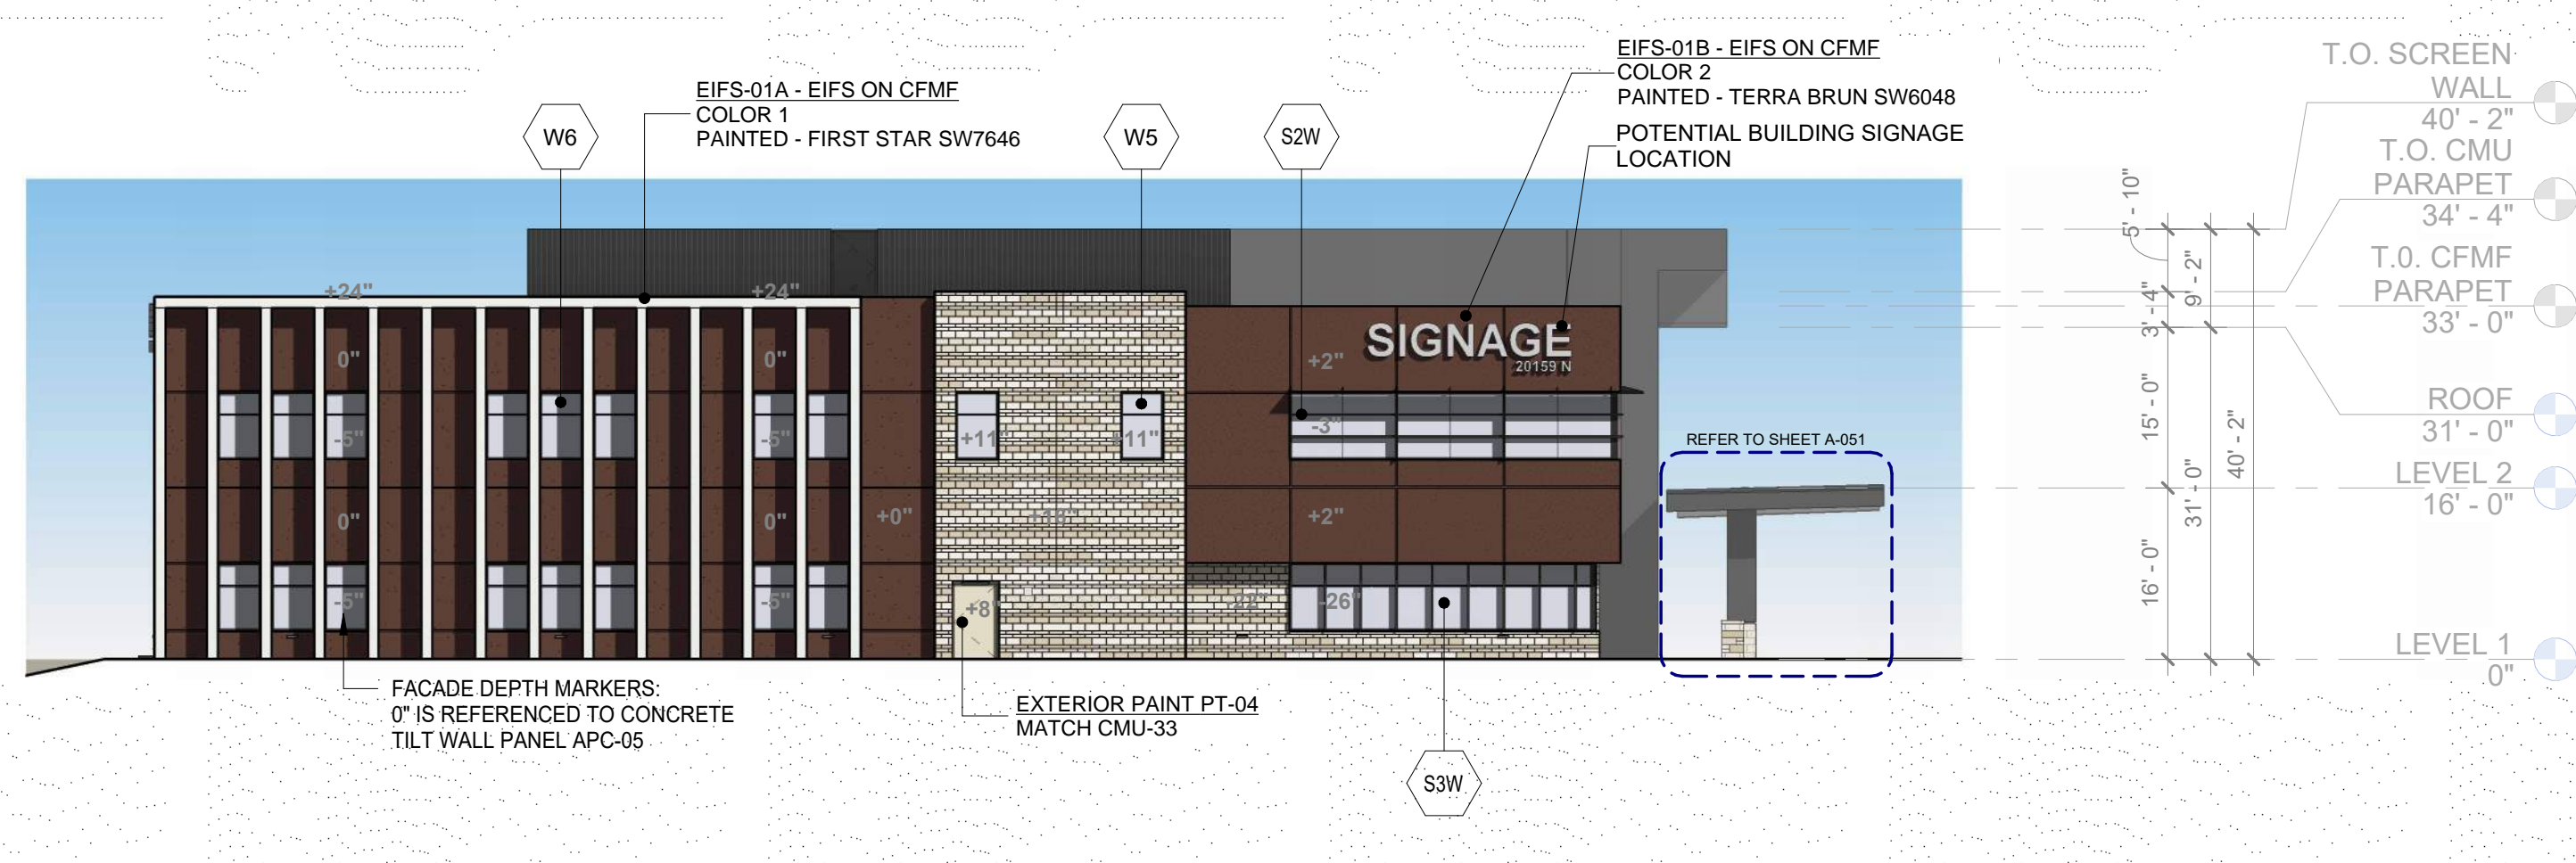 EIFS-01A - EIFS ON CFMF
COLOR 1
PAINTED - FIRST STAR SW7646
EIFS-01B - EIFS ON CFMF
COLOR 2
PAINTED - TERRA BRUN SW6048
POTENTIAL BUILDING SIGNAGE
LOCATION
W6
W5
S2W
T.O. SCREEN
WALL
40' - 2"
T.O. CMU
PARAPET
34' - 4"
T.0. CFMF
PARAPET
33' - 0"
ROOF
31' - 0"
LEVEL 2
16' - 0"
LEVEL 1
0"
5' - 10"
9' - 2"
3' - 4"
15' - 0"
40' - 2"
31' - 0"
16' - 0"
+24"
+24"
0"
0"
+2"
SIGNAGE
20159 N
-5"
-5"
+11"
+11"
-3"
REFER TO SHEET A-051
0"
0"
+0"
+2"
-5"
-5"
+8"
-22"
-26"
FACADE DEPTH MARKERS:
0" IS REFERENCED TO CONCRETE
TILT WALL PANEL APC-05
EXTERIOR PAINT PT-04
MATCH CMU-33
S3W